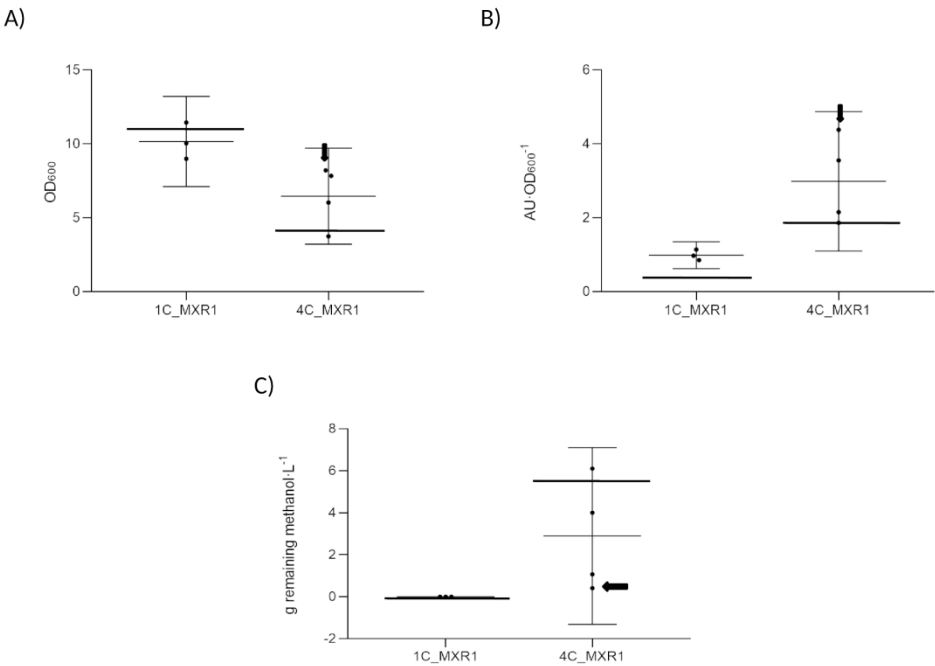 A)
B)
15
10
5
0
OD600
1C_MXR1
4C_MXR1
6
4
2
0
AU·OD600-1
1C_MXR1
4C_MXR1
C)
8
6
4
2
0
-2
g remaining methanol·L-1
1C_MXR1
4C_MXR1